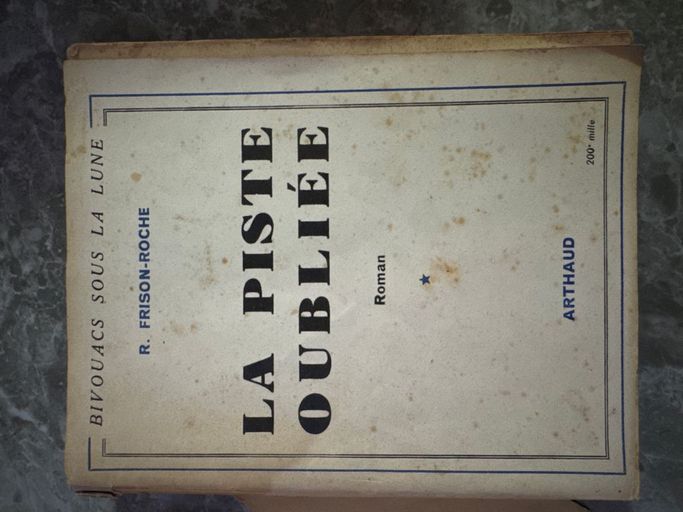 BIVOUACS SOUS LA LUNE
R. FRISON-ROCHE
LA PISTE
OUBLIÉE
Roman
ARTHAUD
200e mille